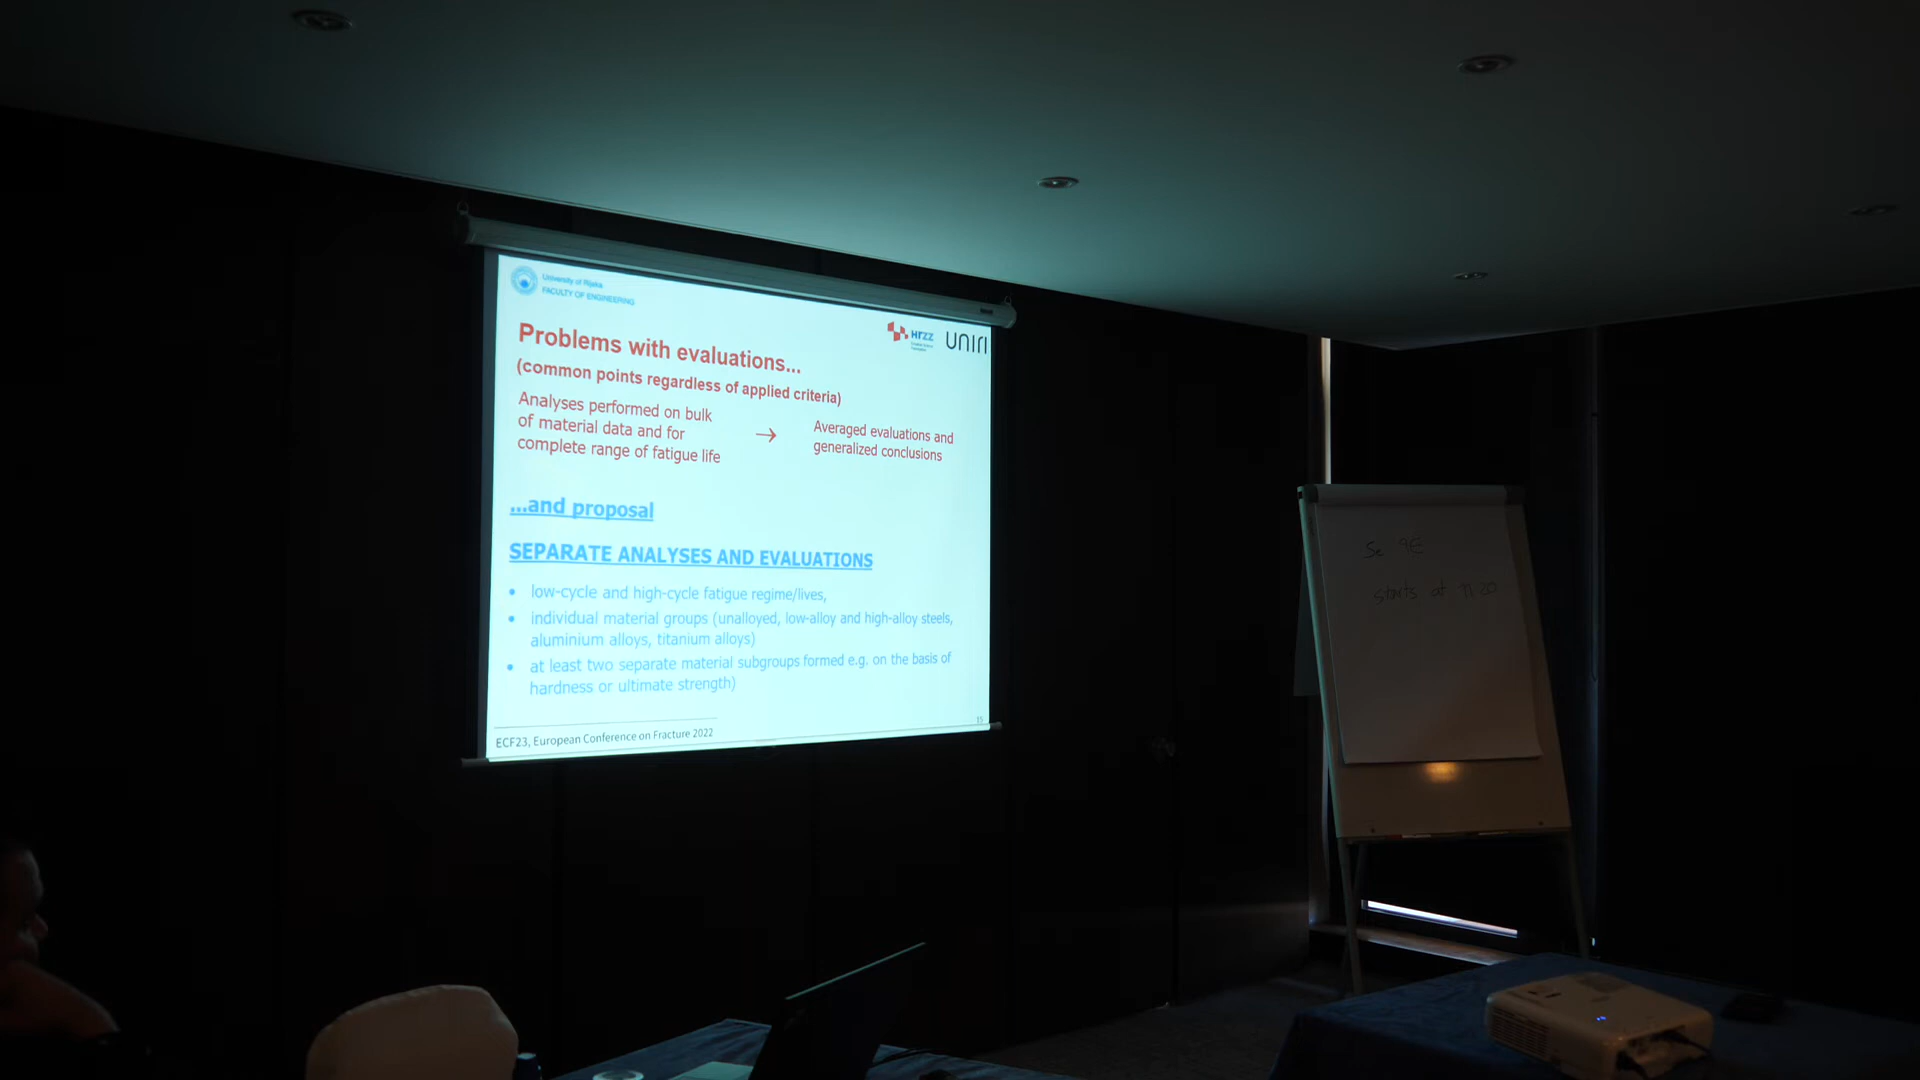 University of Rijeka
FACULTY OF ENGINEERING
HrZZ
UNIRI
Problems with evaluations...
(common points regardless of applied criteria)
Analyses performed on bulk
of material data and for
complete range of fatigue life
→
Averaged evaluations and
generalized conclusions
...and proposal
SEPARATE ANALYSES AND EVALUATIONS
• low-cycle and high-cycle fatigue regime/lives,
• individual material groups (unalloyed, low-alloy and high-alloy steels,
aluminium alloys, titanium alloys)
• at least two separate material subgroups formed e.g. on the basis of
hardness or ultimate strength)
ECF23, European Conference on Fracture 2022
starts at 11:20